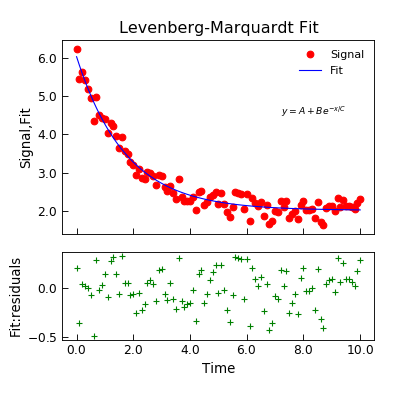 Levenberg-Marquardt Fit
Signal,Fit
6.0
5.0
4.0
3.0
2.0
Signal
Fit
y = A + Be^{-x/C}
Fit:residuals
0.0
−0.5
0.0
2.0
4.0
6.0
8.0
10.0
Time